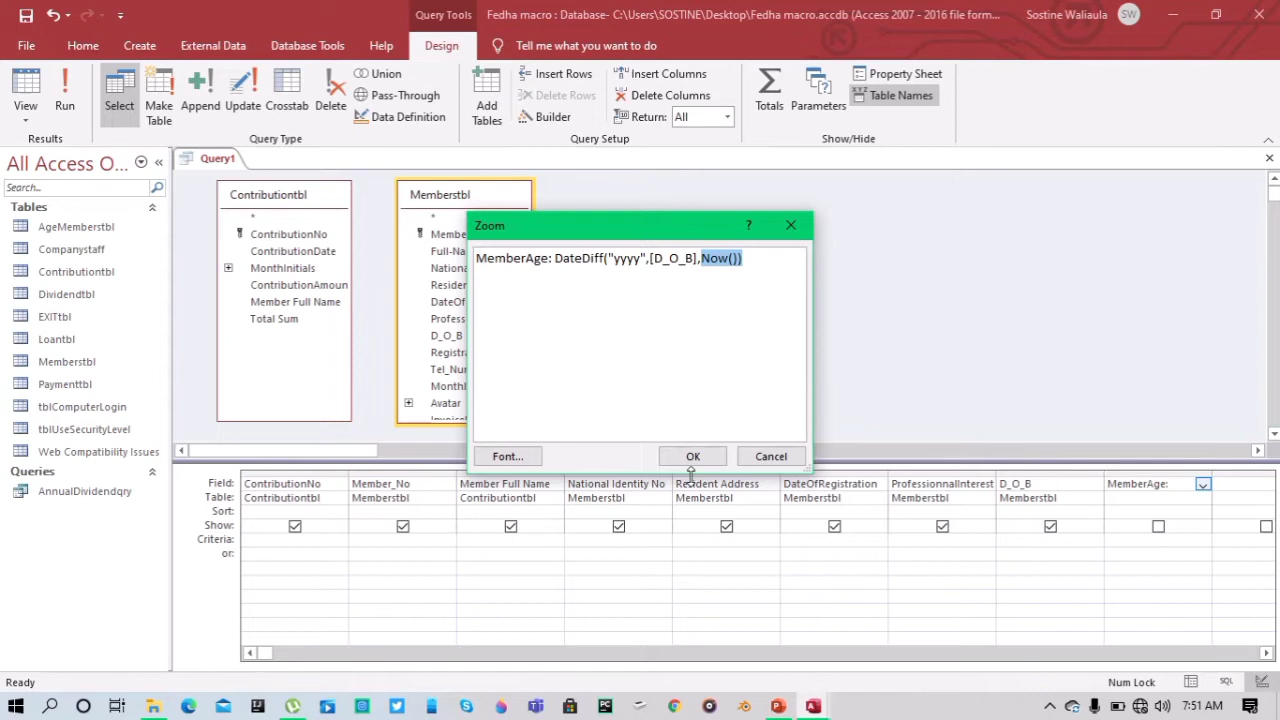 Query Tools
Fedha macro : Database- C:\USERS\SOSTINE\Desktop\Fedha macro.accdb (Access 2007 - 2016 file form...
Sostine Waliaula
SW
File
Home
Create
External Data
Database Tools
Help
Design
Tell me what you want to do
View
Run
Select
Make Table
Append
Update
Crosstab
Delete
Union
Pass-Through
Data Definition
Add Tables
Insert Rows
Delete Rows
Builder
Insert Columns
Delete Columns
Return: All
Totals
Parameters
Property Sheet
Table Names
Results
Query Type
Query Setup
Show/Hide
All Access O...
Search...
Tables
AgeMemberstbl
Companystaff
Contributiontbl
Dividendtbl
EXITtbl
Loantbl
Memberstbl
Paymenttbl
tblComputerLogin
tblUseSecurityLevel
Web Compatibility Issues
Queries
AnnualDividendqry
Query1
Contributiontbl
*
ContributionNo
ContributionDate
MonthInitials
ContributionAmoun
Member Full Name
Total Sum
Memberstbl
*
Membe
Full-Na
Nationa
Resider
DateOf
Profess
D_O_B
Registra
Tel_Nur
MonthI
Avatar
Zoom
?
MemberAge: DateDiff("yyyy",[D_O_B],Now())
Font...
OK
Cancel
Field: ContributionNo Member_No Member Full Name National Identity No Resident Address DateOfRegistration ProfessionnalInterest D_O_B MemberAge:
Table: Contributiontbl Memberstbl Contributiontbl Memberstbl Memberstbl Memberstbl Memberstbl Memberstbl
Sort:
Show:
Criteria:
or:
Ready
Num Lock
SQL
7:51 AM